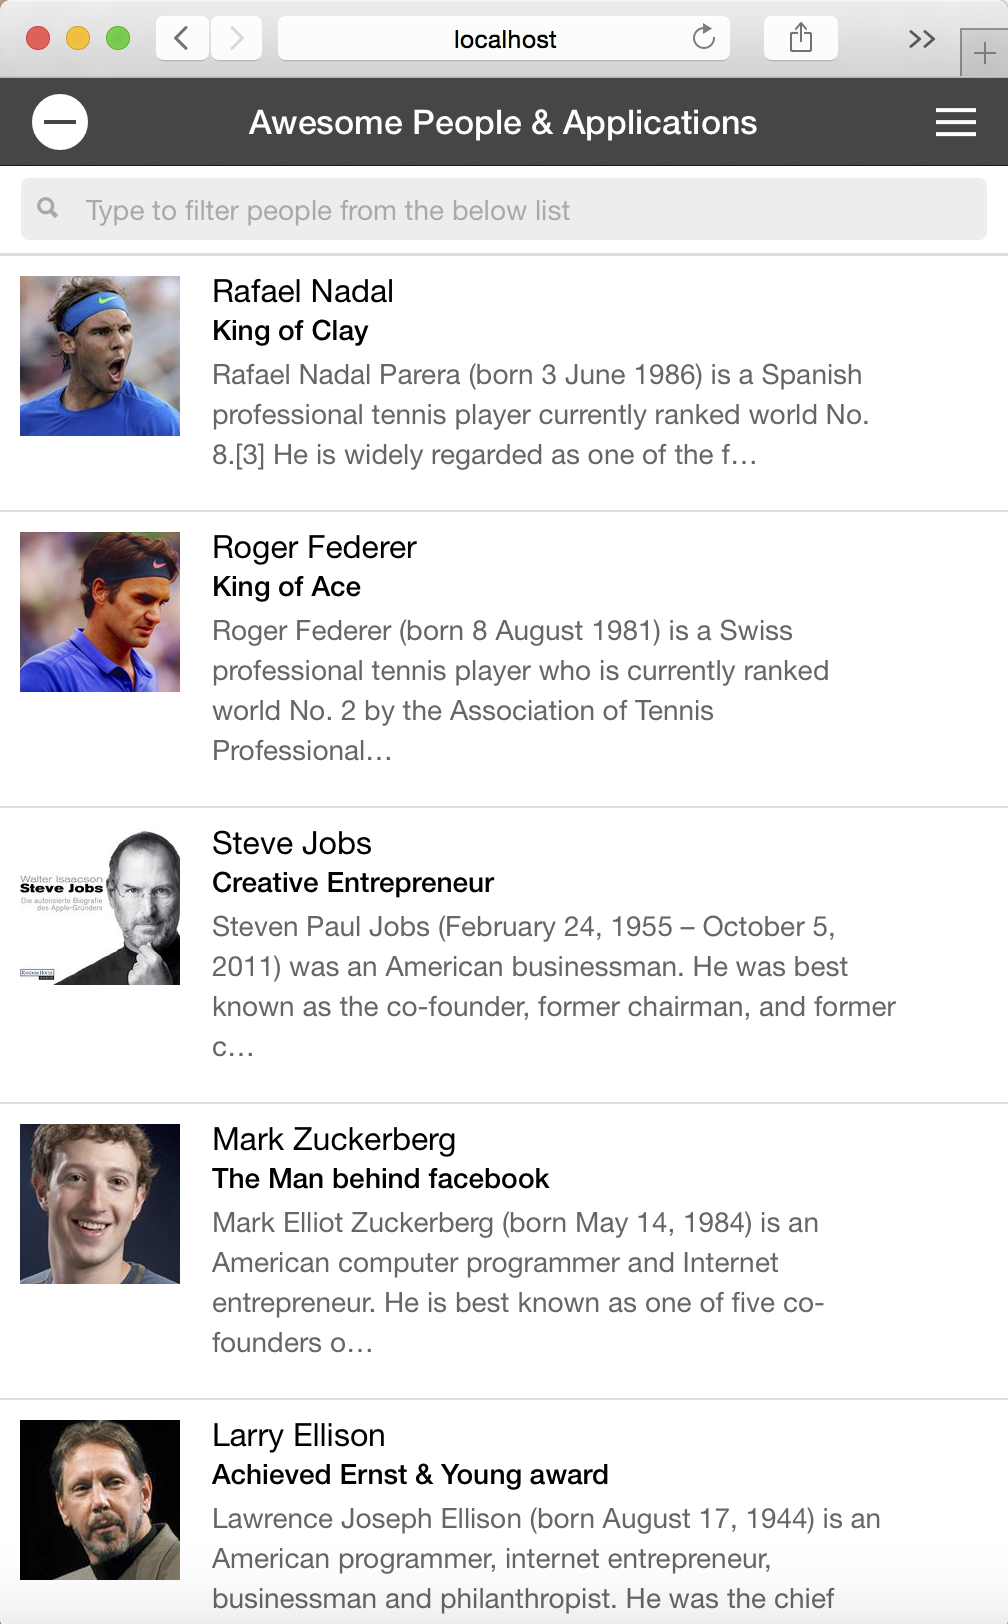 localhost
Awesome People & Applications
Type to filter people from the below list
Rafael Nadal
King of Clay
Rafael Nadal Parera (born 3 June 1986) is a Spanish
professional tennis player currently ranked world No.
8.[3] He is widely regarded as one of the f…
Roger Federer
King of Ace
Roger Federer (born 8 August 1981) is a Swiss
professional tennis player who is currently ranked
world No. 2 by the Association of Tennis
Professional…
Walter Isaacson
Steve Jobs
Die autorisierte Biografie
des Apple-Gründers
Steve Jobs
Creative Entrepreneur
Steven Paul Jobs (February 24, 1955 – October 5,
2011) was an American businessman. He was best
known as the co-founder, former chairman, and former
c…
Mark Zuckerberg
The Man behind facebook
Mark Elliot Zuckerberg (born May 14, 1984) is an
American computer programmer and Internet
entrepreneur. He is best known as one of five co-
founders o…
Larry Ellison
Achieved Ernst & Young award
Lawrence Joseph Ellison (born August 17, 1944) is an
American programmer, internet entrepreneur,
businessman and philanthropist. He was the chief